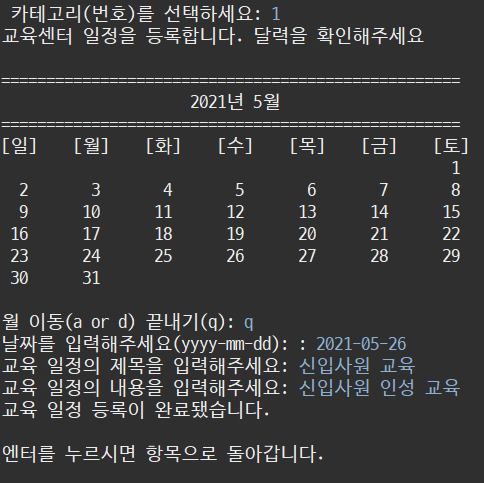 카테고리(번호)를 선택하세요: 1
교육센터 일정을 등록합니다. 달력을 확인해주세요
===================================================
2021년 5월
===================================================
[일] [월] [화] [수] [목] [금] [토]
1
2 3 4 5 6 7 8
9 10 11 12 13 14 15
16 17 18 19 20 21 22
23 24 25 26 27 28 29
30 31
월 이동(a or d) 끝내기(q): q
날짜를 입력해주세요(yyyy-mm-dd): : 2021-05-26
교육 일정의 제목을 입력해주세요: 신입사원 교육
교육 일정의 내용을 입력해주세요: 신입사원 인성 교육
교육 일정 등록이 완료됐습니다.
엔터를 누르시면 항목으로 돌아갑니다.